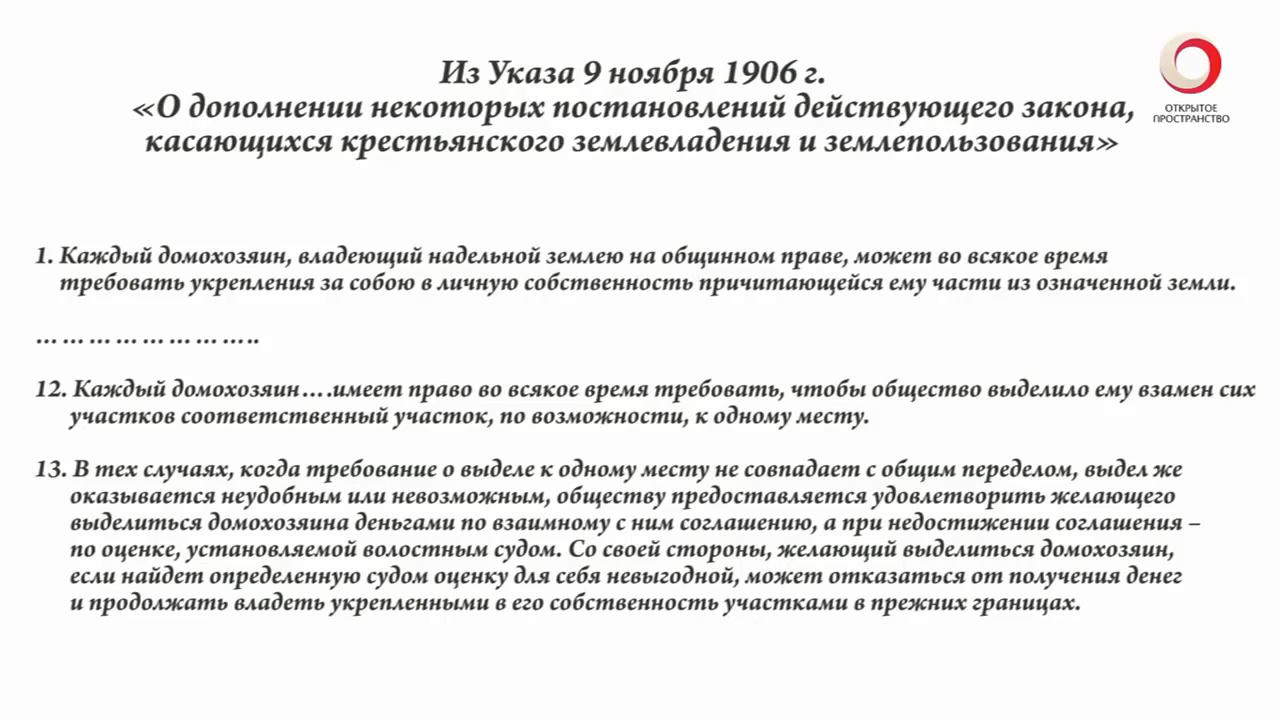 Из Указа 9 ноября 1906 г.
«О дополнении некоторых постановлений действующего закона,
касающихся крестьянского землевладения и землепользования»
ОТКРЫТОЕ
ПРОСТРАНСТВО
1. Каждый домохозяин, владеющий надельной землею на общинном праве, может во всякое время
требовать укрепления за собою в личную собственность причитающейся ему части из означенной земли.
… … … … … … … … ..
12. Каждый домохозяин….имеет право во всякое время требовать, чтобы общество выделило ему взамен сих
участков соответственный участок, по возможности, к одному месту.
13. В тех случаях, когда требование о выделе к одному месту не совпадает с общим переделом, выдел же
оказывается неудобным или невозможным, обществу предоставляется удовлетворить желающего
выделиться домохозяина деньгами по взаимному с ним соглашению, а при недостижении соглашения –
по оценке, установляемой волостным судом. Со своей стороны, желающий выделиться домохозяин,
если найдет определенную судом оценку для себя невыгодной, может отказаться от получения денег
и продолжать владеть укрепленными в его собственность участками в прежних границах.